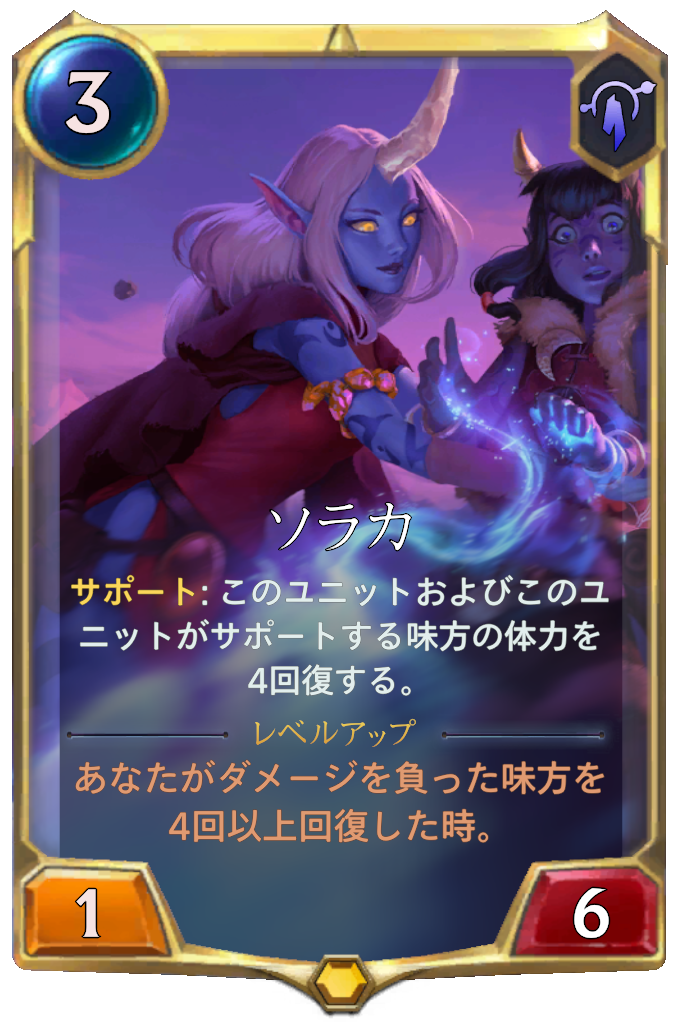 3
ソラカ
サポート: このユニットおよびこのユ
ニットがサポートする味方の体力を
4回復する。
レベルアップ
あなたがダメージを負った味方を
4回以上回復した時。
1
6